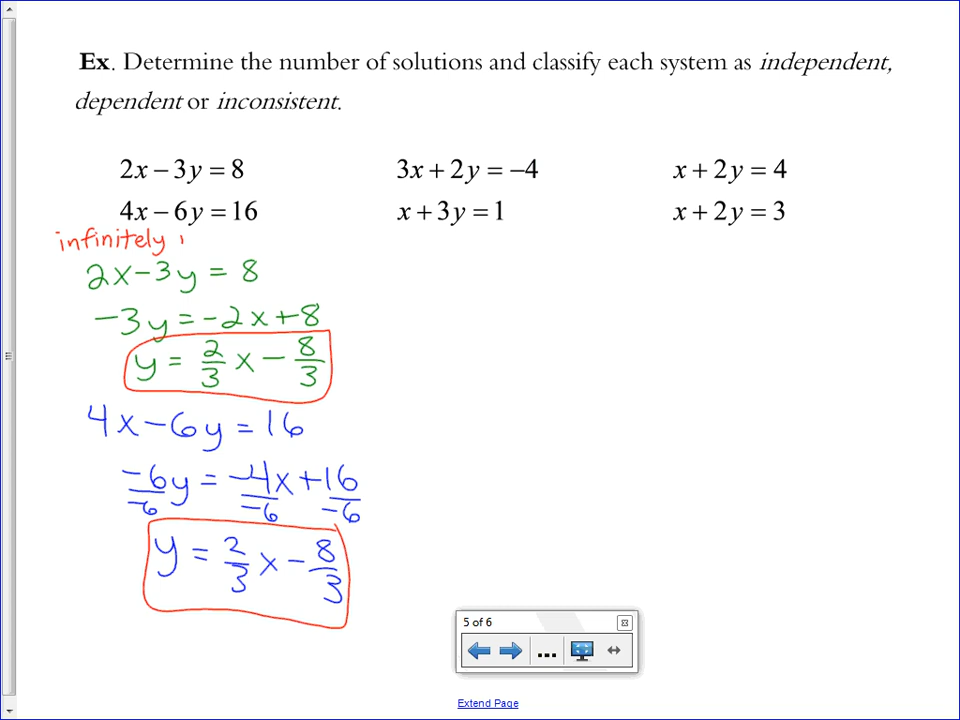 Ex. Determine the number of solutions and classify each system as independent,
dependent or inconsistent.
2x − 3y = 8
4x − 6y = 16
3x + 2y = −4
x + 3y = 1
x + 2y = 4
x + 2y = 3
infinitely
2x − 3y = 8
−3y = −2x + 8
y = 2/3 x − 8/3
4x − 6y = 16
−6y/−6 = −4x/−6 + 16/−6
y = 2/3 x − 8/3
5 of 6
...
Extend Page